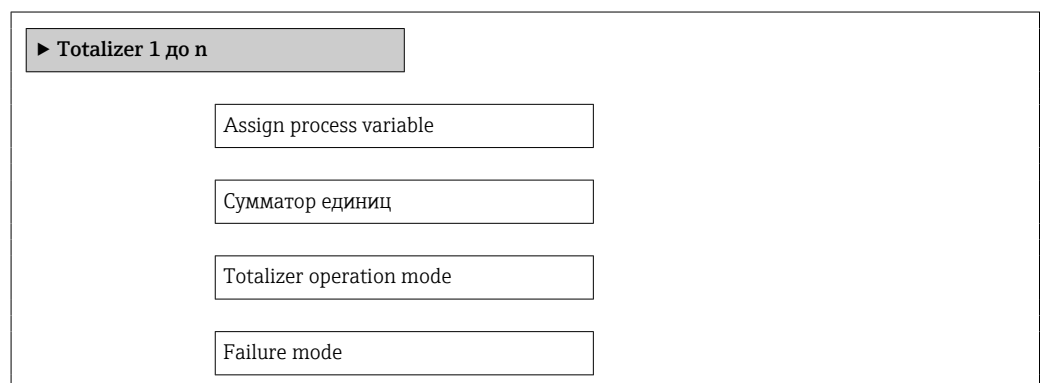 ► Totalizer 1 до n
Assign process variable
Сумматор единиц
Totalizer operation mode
Failure mode